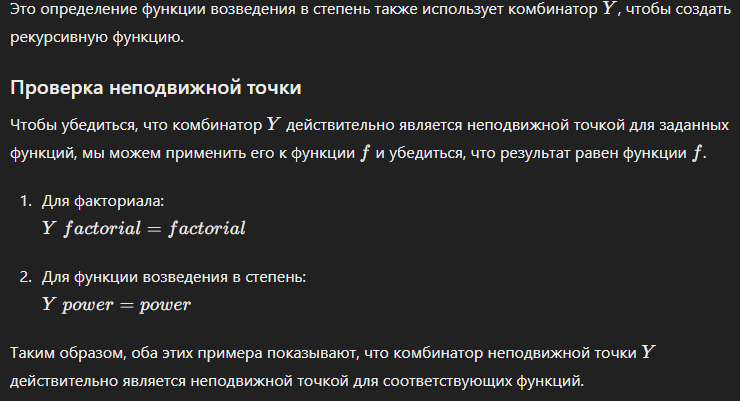 Это определение функции возведения в степень также использует комбинатор Y, чтобы создать
рекурсивную функцию.
Проверка неподвижной точки
Чтобы убедиться, что комбинатор Y действительно является неподвижной точкой для заданных
функций, мы можем применить его к функции f и убедиться, что результат равен функции f.
1. Для факториала:
Y factorial = factorial
2. Для функции возведения в степень:
Y power = power
Таким образом, оба этих примера показывают, что комбинатор неподвижной точки Y
действительно является неподвижной точкой для соответствующих функций.